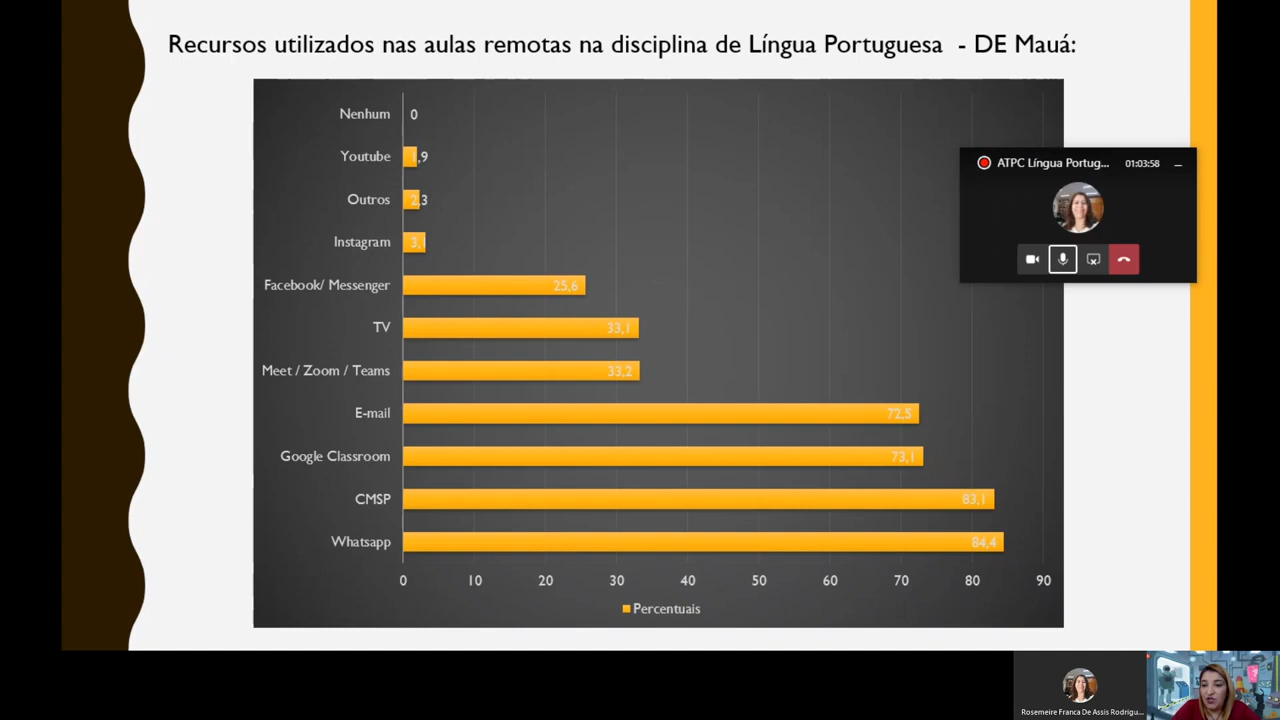 Recursos utilizados nas aulas remotas na disciplina de Língua Portuguesa - DE Mauá:
Nenhum 0
Youtube 1,9
Outros 2,3
Instagram 3,1
Facebook/ Messenger 25,6
TV 33,1
Meet / Zoom / Teams 33,2
E-mail 72,5
Google Classroom 73,1
CMSP 83,1
Whatsapp 84,4
0 10 20 30 40 50 60 70 80 90
Percentuais
ATPC Língua Portug... 01:03:58
Rosemeire Franca De Assis Rodrigu...